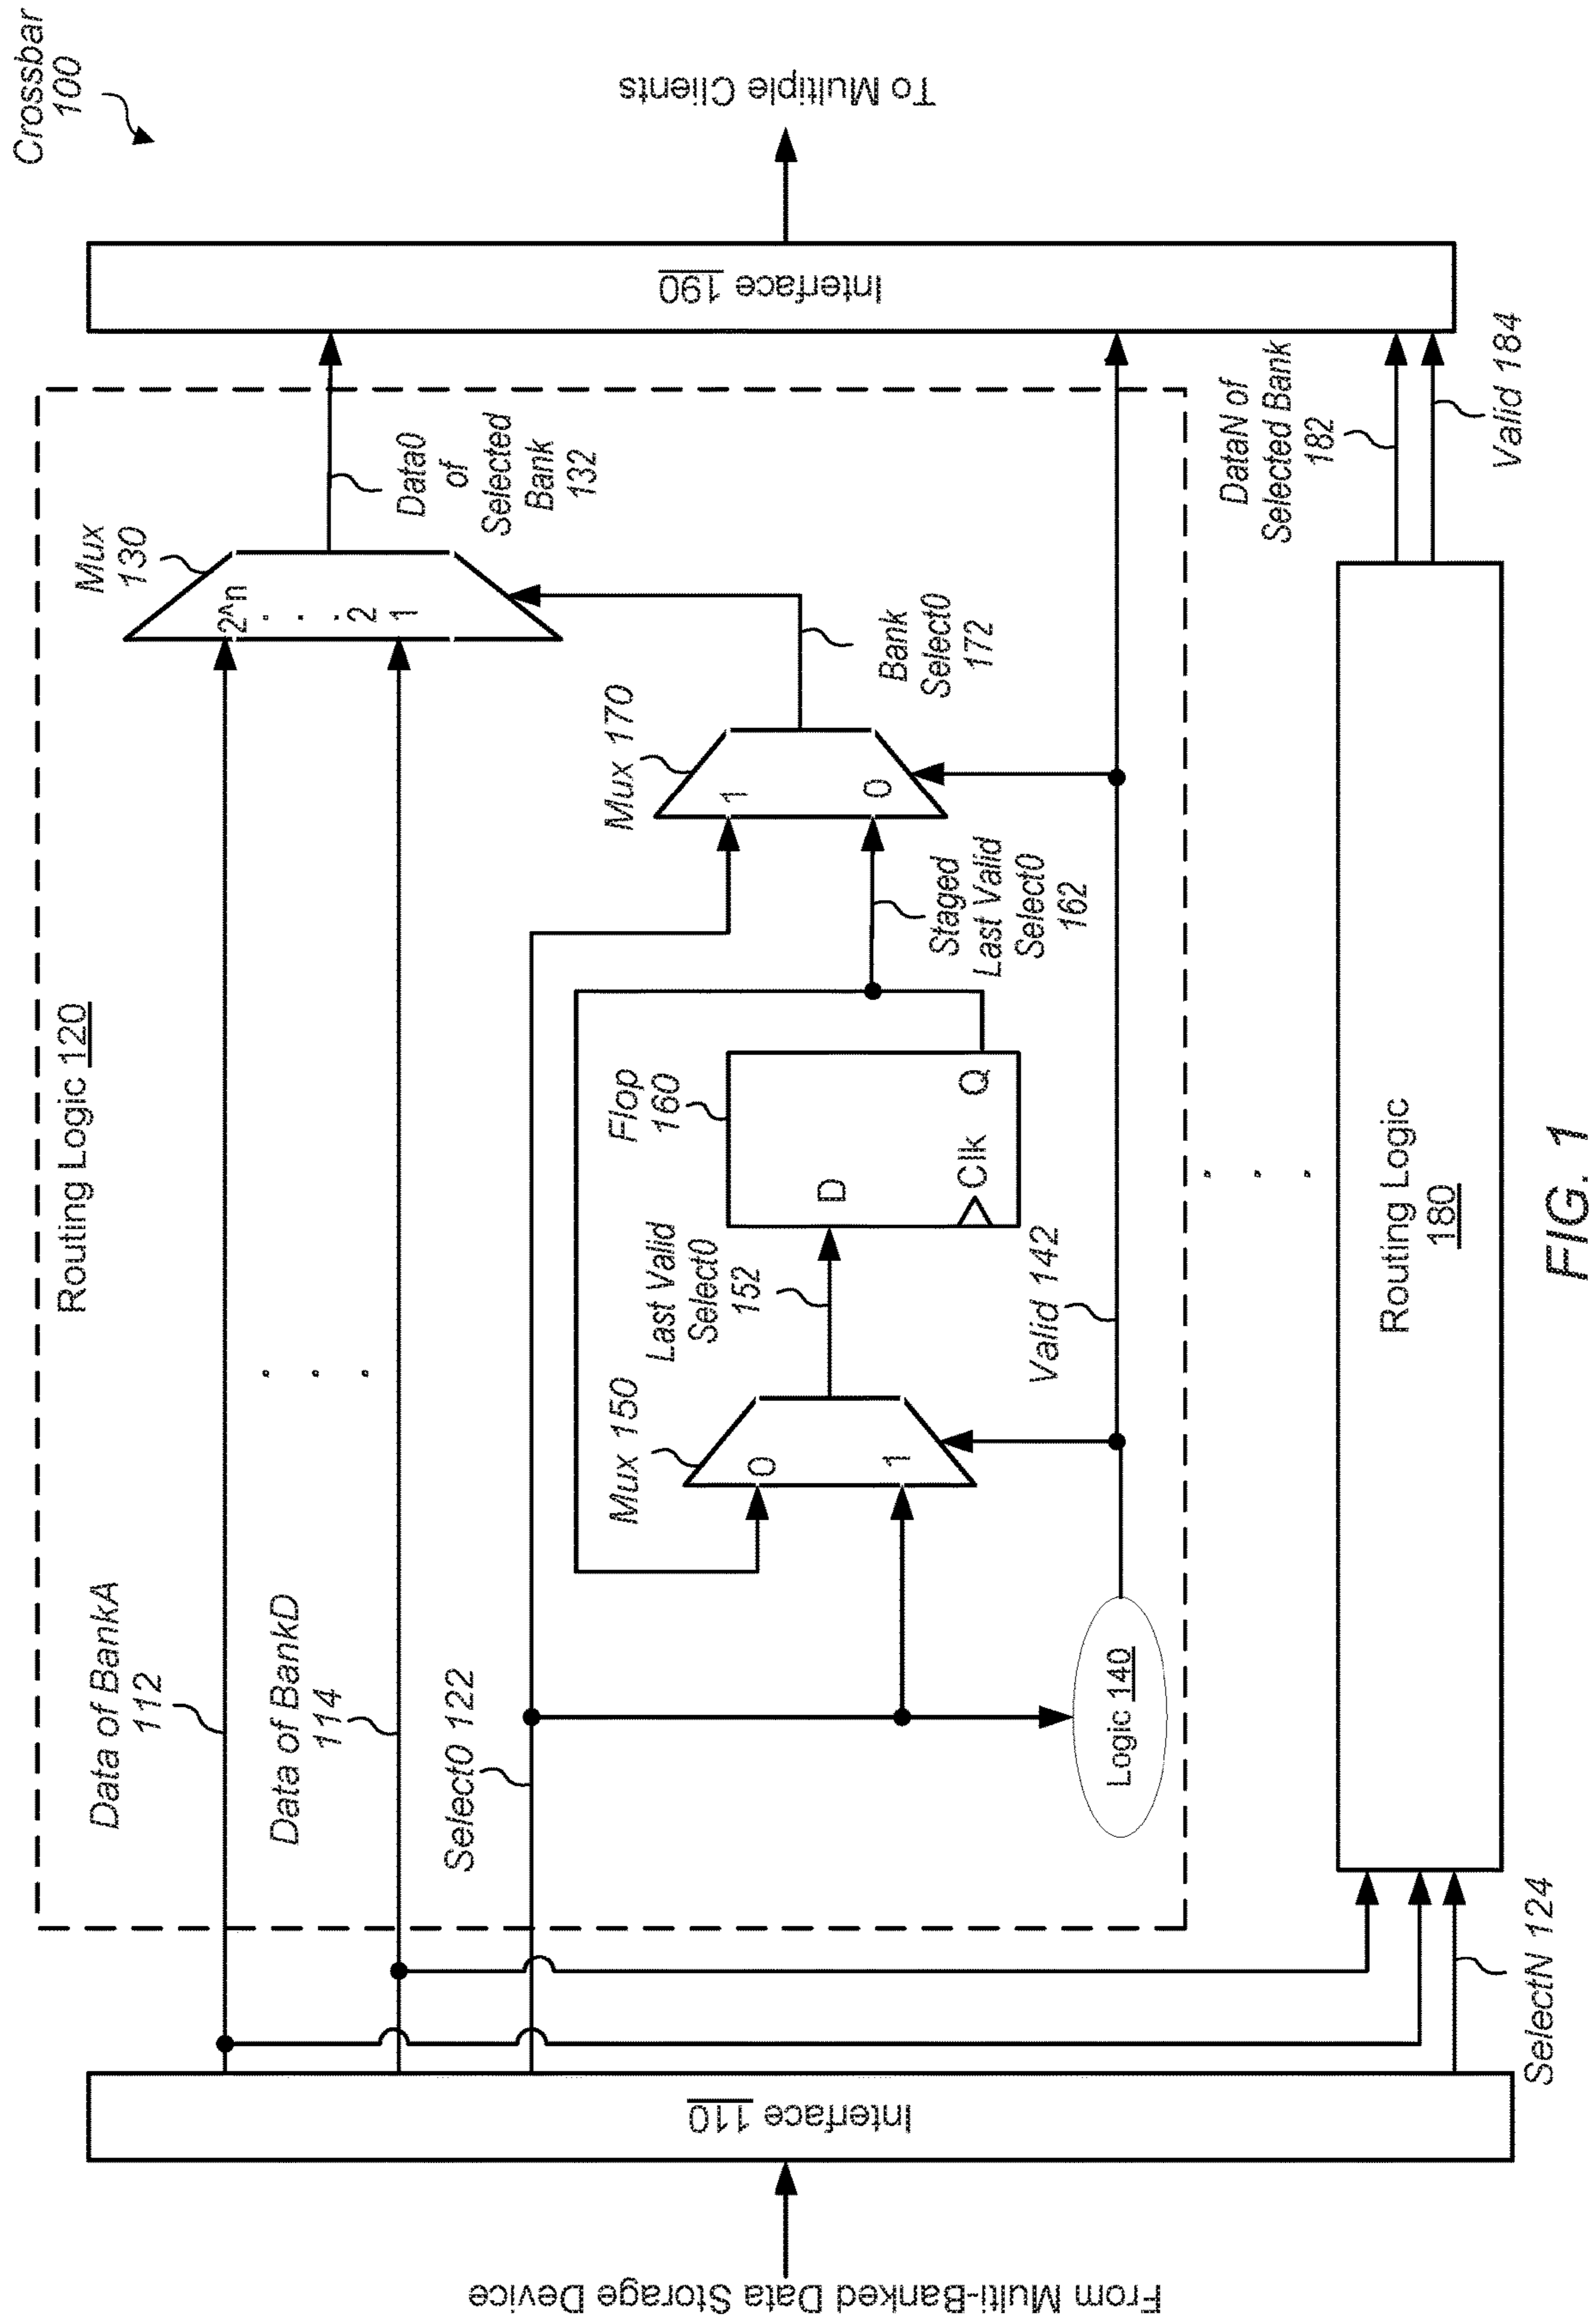 Crossbar
100
Routing Logic 120
Data of BankA
112
Data of BankD
114
Select0 122
Mux
130
2^n
. . .
2
1
Data0
of
Selected
Bank
132
Mux 150
0
1
Last Valid
Select0
152
Flop
160
D
Clk
Q
Staged
Last Valid
Select0
162
Mux 170
1
0
Bank
Select0
172
Logic 140
Valid 142
. . .
. . .
Interface 110
From Multi-Banked Data Storage Device
SelectN 124
Routing Logic
180
DataN of
Selected Bank
182
Valid 184
Interface 190
To Multiple Clients
FIG. 1